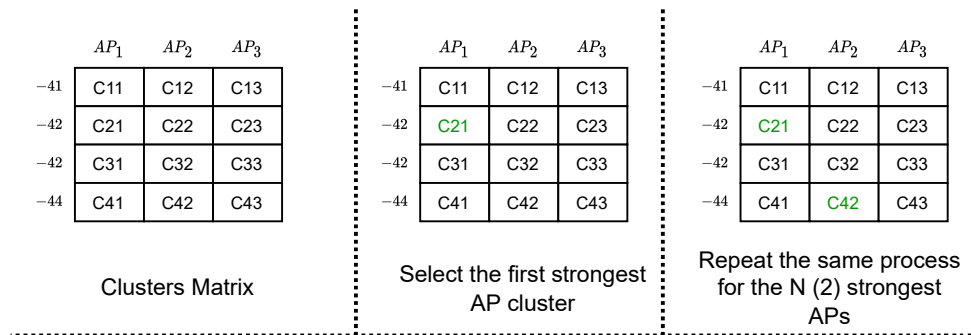 AP1 AP2 AP3
−41 C11 C12 C13
−42 C21 C22 C23
−42 C31 C32 C33
−44 C41 C42 C43
Clusters Matrix
AP1 AP2 AP3
−41 C11 C12 C13
−42 C21 C22 C23
−42 C31 C32 C33
−44 C41 C42 C43
Select the first strongest
AP cluster
AP1 AP2 AP3
−41 C11 C12 C13
−42 C21 C22 C23
−42 C31 C32 C33
−44 C41 C42 C43
Repeat the same process
for the N (2) strongest
APs